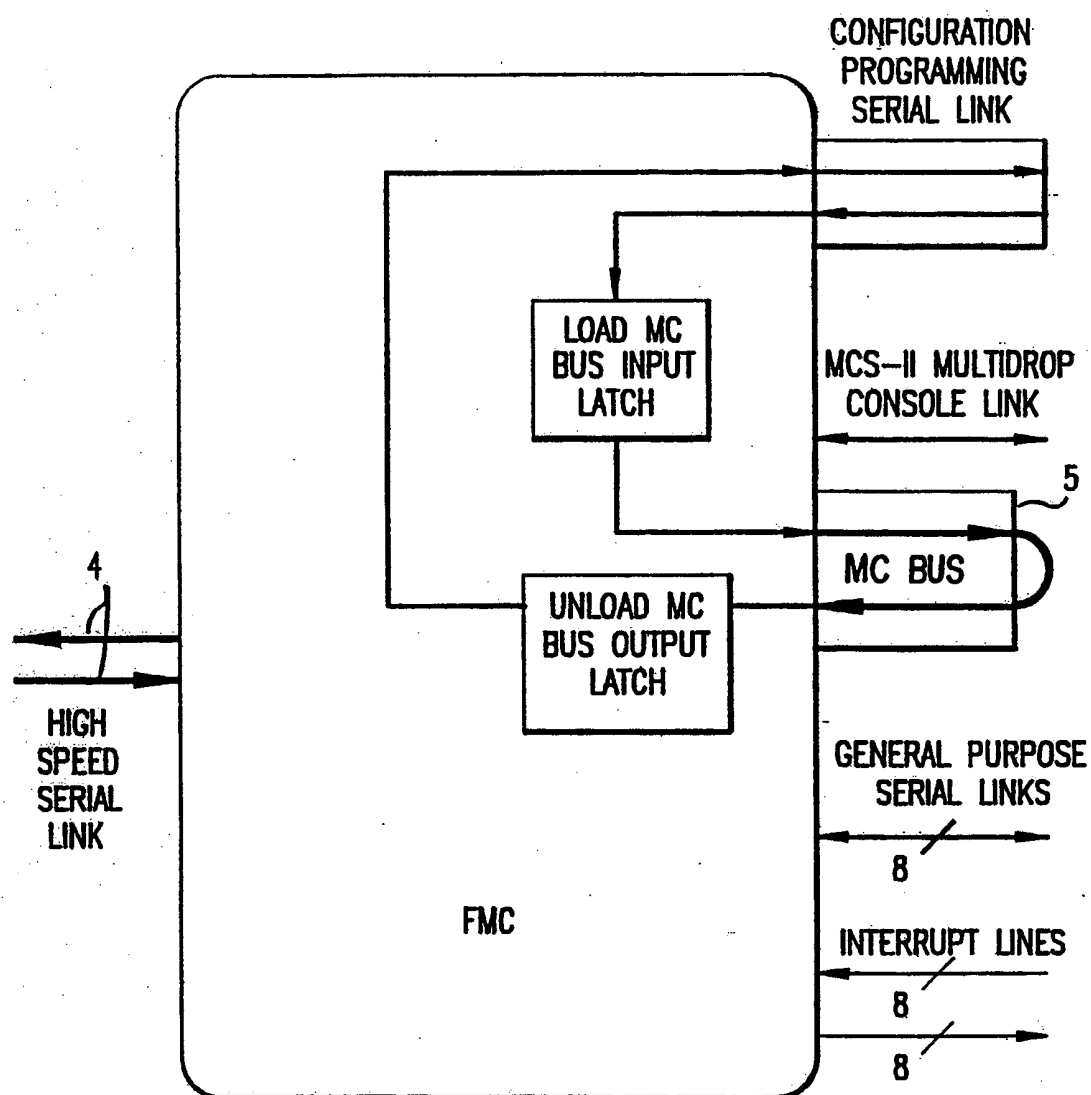 CONFIGURATION
PROGRAMMING
SERIAL LINK
LOAD MC
BUS INPUT
LATCH
MCS-II MULTIDROP
CONSOLE LINK
5
MC BUS
4
UNLOAD MC
BUS OUTPUT
LATCH
HIGH
SPEED
SERIAL
LINK
GENERAL PURPOSE
SERIAL LINKS
8
FMC
INTERRUPT LINES
8
8